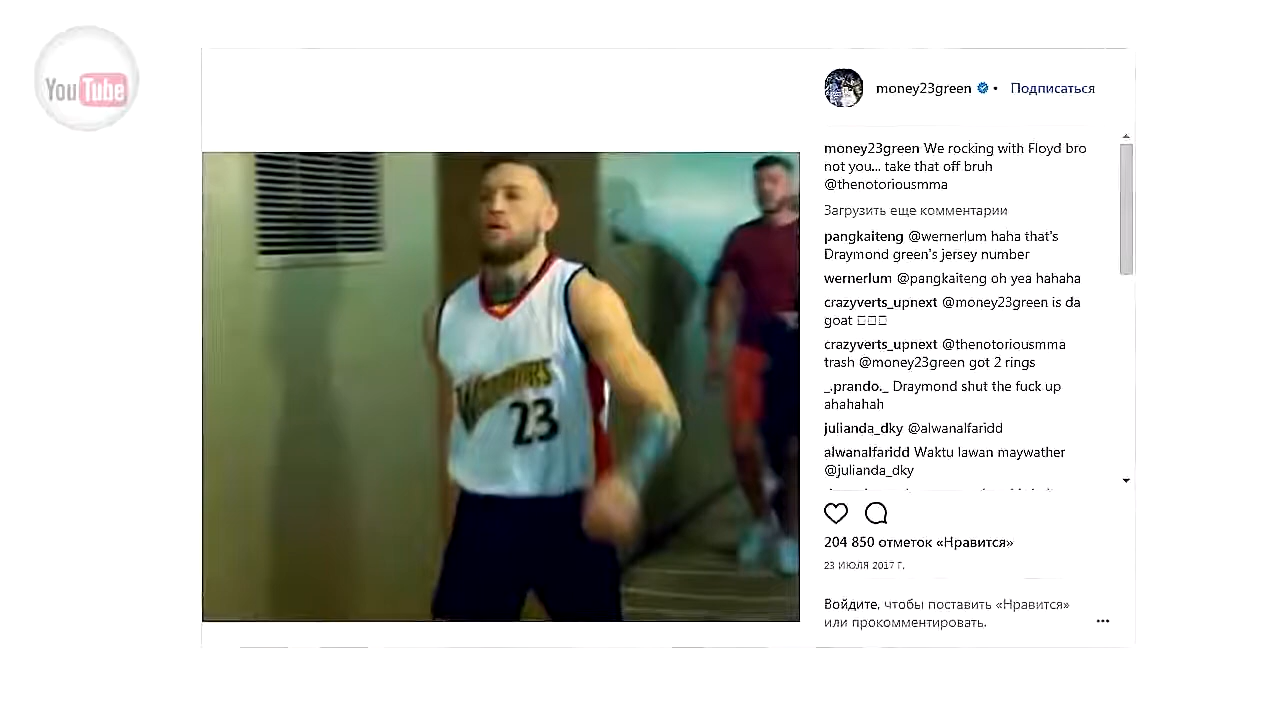 YouTube
money23green • Подписаться
money23green We rocking with Floyd bro
not you... take that off bruh
@thenotoriousmma
Загрузить еще комментарии
pangkaiteng @wernerlum haha that's
Draymond green's jersey number
wernerlum @pangkaiteng oh yea hahaha
crazyverts_upnext @money23green is da
goat
crazyverts_upnext @thenotoriousmma
trash @money23green got 2 rings
_.prando._ Draymond shut the fuck up
ahahahah
julianda_dky @alwanalfaridd
alwanalfaridd Waktu lawan maywather
@julianda_dky
WARRIORS
23
204 850 отметок «Нравится»
23 ИЮЛЯ 2017 Г.
Войдите, чтобы поставить «Нравится»
или прокомментировать.